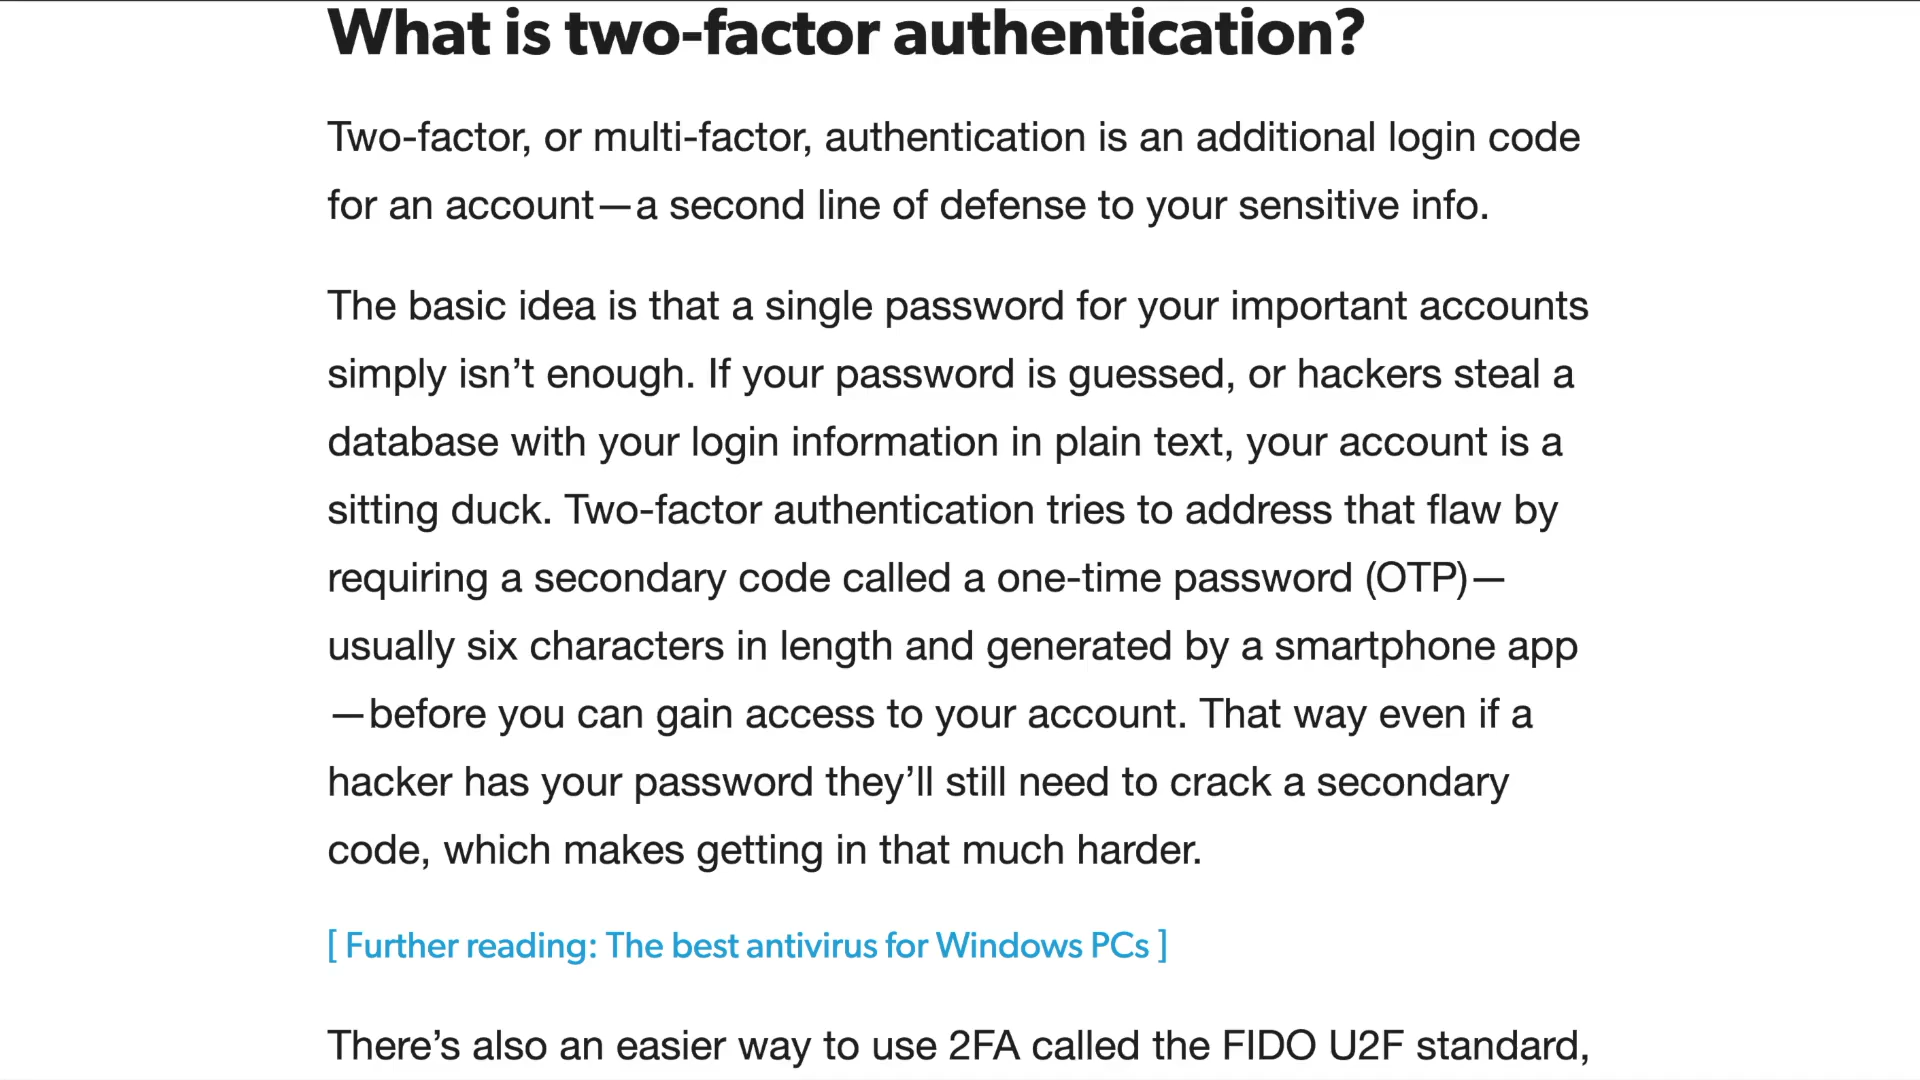 What is two-factor authentication?
Two-factor, or multi-factor, authentication is an additional login code
for an account—a second line of defense to your sensitive info.
The basic idea is that a single password for your important accounts
simply isn’t enough. If your password is guessed, or hackers steal a
database with your login information in plain text, your account is a
sitting duck. Two-factor authentication tries to address that flaw by
requiring a secondary code called a one-time password (OTP)—
usually six characters in length and generated by a smartphone app
—before you can gain access to your account. That way even if a
hacker has your password they’ll still need to crack a secondary
code, which makes getting in that much harder.
[ Further reading: The best antivirus for Windows PCs ]
There’s also an easier way to use 2FA called the FIDO U2F standard,